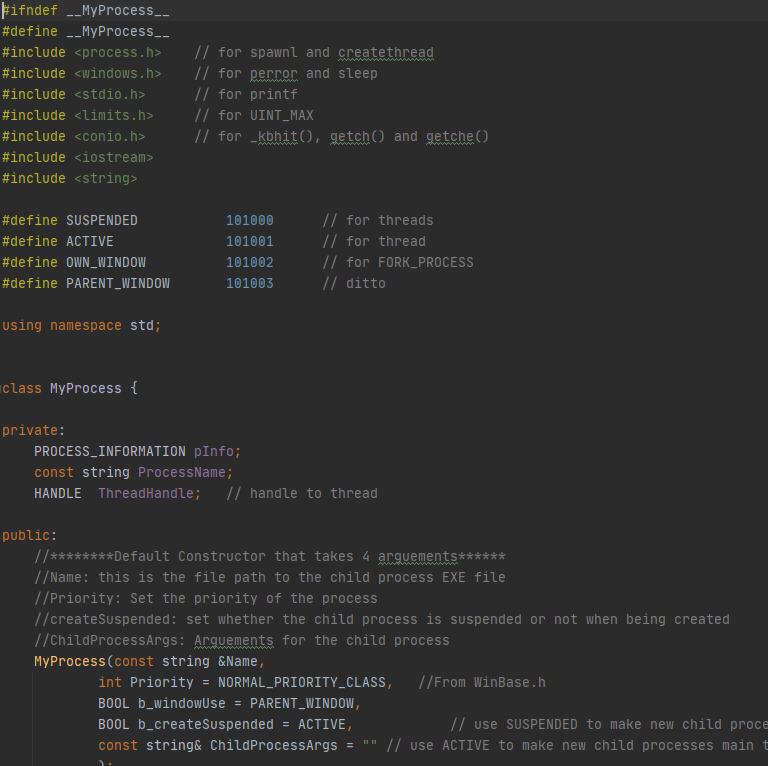 #ifndef __MyProcess__
#define __MyProcess__
#include <process.h>    // for spawnl and createthread
#include <windows.h>    // for perror and sleep
#include <stdio.h>      // for printf
#include <limits.h>     // for UINT_MAX
#include <conio.h>      // for _kbhit(), getch() and getche()
#include <iostream>
#include <string>
#define SUSPENDED           101000      // for threads
#define ACTIVE              101001      // for thread
#define OWN_WINDOW          101002      // for FORK_PROCESS
#define PARENT_WINDOW       101003      // ditto
using namespace std;
class MyProcess {
private:
    PROCESS_INFORMATION pInfo;
    const string ProcessName;
    HANDLE  ThreadHandle;   // handle to thread
public:
    //********Default Constructor that takes 4 arguements******
    //Name: this is the file path to the child process EXE file
    //Priority: Set the priority of the process
    //createSuspended: set whether the child process is suspended or not when being created
    //ChildProcessArgs: Arguements for the child process
    MyProcess(const string &Name,
            int Priority = NORMAL_PRIORITY_CLASS,   //From WinBase.h
            BOOL b_windowUse = PARENT_WINDOW,
            BOOL b_createSuspended = ACTIVE,            // use SUSPENDED to make new child proce
            const string& ChildProcessArgs = "" // use ACTIVE to make new child processes main t
            );